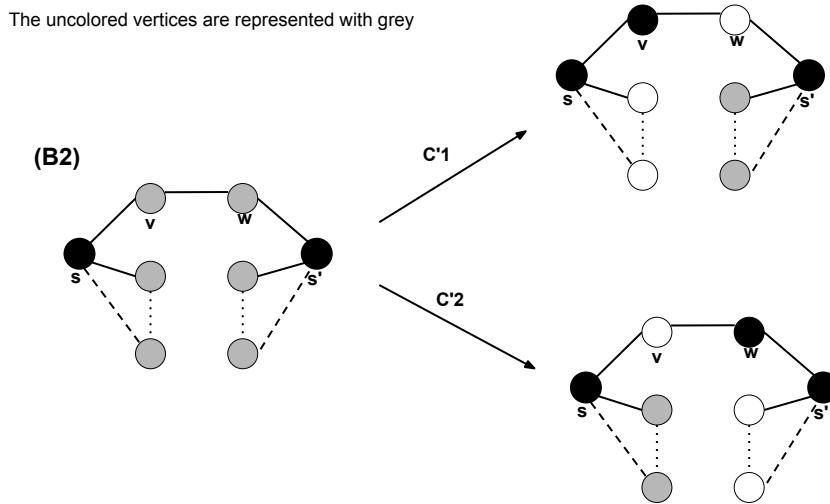 The uncolored vertices are represented with grey
v
w
s
s'
C'1
(B2)
v
w
s
s'
C'2
v
w
s
s'